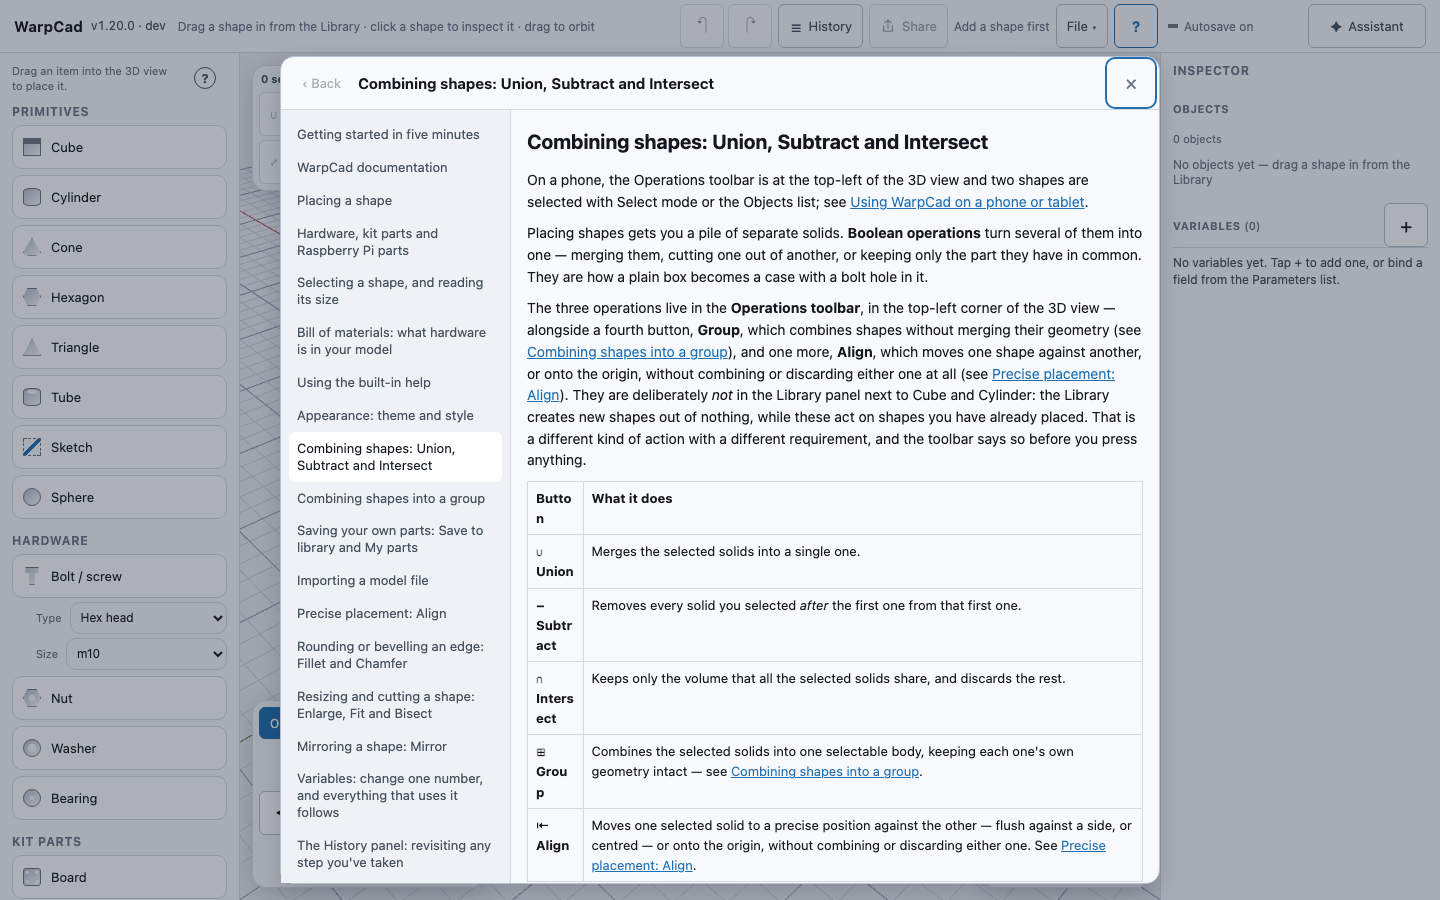 WarpCad v1.20.0 · dev Drag a shape in from the Library · click a shape to inspect it · drag to orbit
History
Share
Add a shape first
File
?
Autosave on
Assistant
Drag an item into the 3D view
to place it.
?
PRIMITIVES
Cube
Cylinder
Cone
Hexagon
Triangle
Tube
Sketch
Sphere
HARDWARE
Bolt / screw
Type Hex head
Size m10
Nut
Washer
Bearing
KIT PARTS
Board
‹ Back
Combining shapes: Union, Subtract and Intersect
×
Getting started in five minutes
WarpCad documentation
Placing a shape
Hardware, kit parts and
Raspberry Pi parts
Selecting a shape, and reading
its size
Bill of materials: what hardware
is in your model
Using the built-in help
Appearance: theme and style
Combining shapes: Union,
Subtract and Intersect
Combining shapes into a group
Saving your own parts: Save to
library and My parts
Importing a model file
Precise placement: Align
Rounding or bevelling an edge:
Fillet and Chamfer
Resizing and cutting a shape:
Enlarge, Fit and Bisect
Mirroring a shape: Mirror
Variables: change one number,
and everything that uses it
follows
The History panel: revisiting any
step you've taken
Combining shapes: Union, Subtract and Intersect
On a phone, the Operations toolbar is at the top-left of the 3D view and two shapes are
selected with Select mode or the Objects list; see Using WarpCad on a phone or tablet.
Placing shapes gets you a pile of separate solids. Boolean operations turn several of them into
one — merging them, cutting one out of another, or keeping only the part they have in common.
They are how a plain box becomes a case with a bolt hole in it.
The three operations live in the Operations toolbar, in the top-left corner of the 3D view —
alongside a fourth button, Group, which combines shapes without merging their geometry (see
Combining shapes into a group), and one more, Align, which moves one shape against another,
or onto the origin, without combining or discarding either one at all (see Precise placement:
Align). They are deliberately not in the Library panel next to Cube and Cylinder: the Library
creates new shapes out of nothing, while these act on shapes you have already placed. That is
a different kind of action with a different requirement, and the toolbar says so before you press
anything.
Butto
n
What it does
∪
Union
Merges the selected solids into a single one.
−
Subtr
act
Removes every solid you selected after the first one from that first one.
∩
Inters
ect
Keeps only the volume that all the selected solids share, and discards the rest.
⊞
Grou
p
Combines the selected solids into one selectable body, keeping each one's own
geometry intact — see Combining shapes into a group.
⇤
Align
Moves one selected solid to a precise position against the other — flush against a side, or
centred — or onto the origin, without combining or discarding either one. See Precise
placement: Align.
INSPECTOR
OBJECTS
0 objects
No objects yet — drag a shape in from the
Library
VARIABLES (0)
+
No variables yet. Tap + to add one, or bind a
field from the Parameters list.